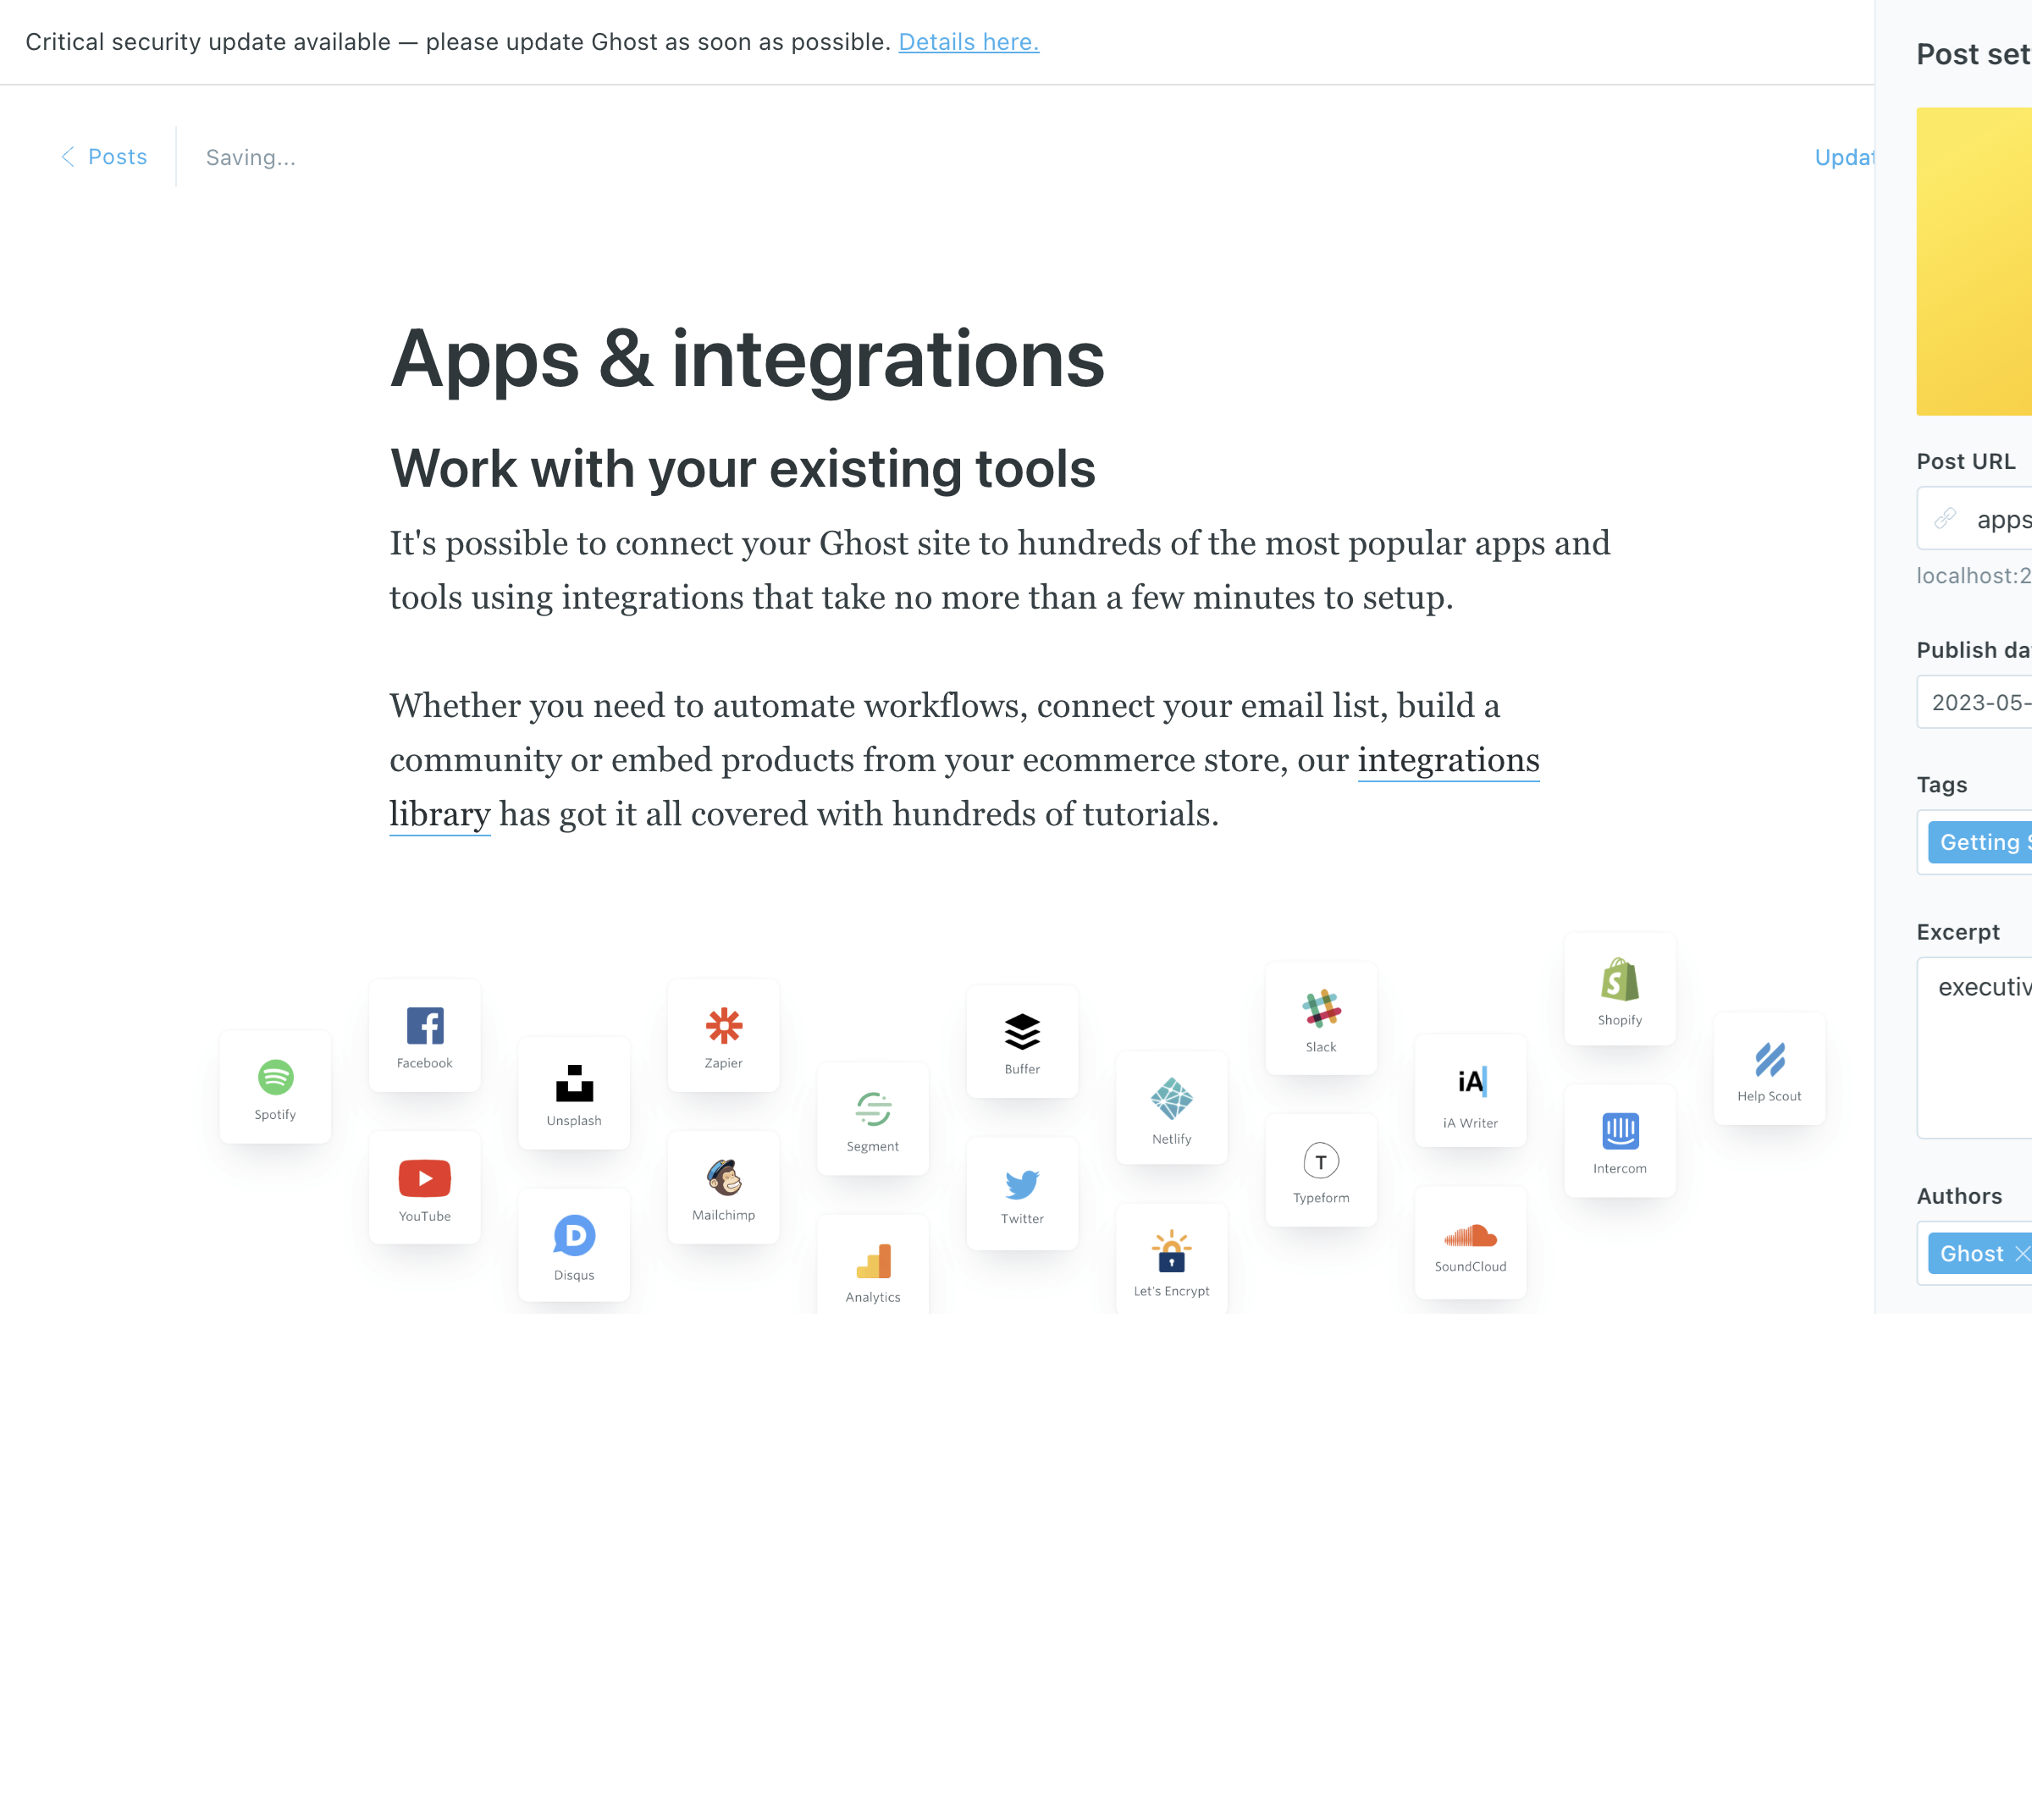 Critical security update available — please update Ghost as soon as possible. Details here.
Posts
Saving...
Updat
Apps & integrations
Work with your existing tools
It's possible to connect your Ghost site to hundreds of the most popular apps and
tools using integrations that take no more than a few minutes to setup.
Whether you need to automate workflows, connect your email list, build a
community or embed products from your ecommerce store, our integrations
library has got it all covered with hundreds of tutorials.
Spotify
Facebook
YouTube
Unsplash
D
Disqus
Zapier
Mailchimp
Segment
Analytics
Buffer
Twitter
Netlify
Let's Encrypt
Slack
T
Typeform
iA
iA Writer
SoundCloud
S
Shopify
Intercom
Help Scout
Post set
Post URL
apps
localhost:2
Publish da
2023-05-
Tags
Getting S
Excerpt
executiv
Authors
Ghost